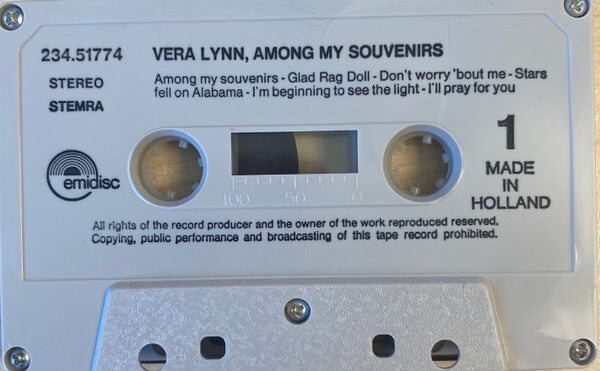 234.51774 VERA LYNN, AMONG MY SOUVENIRS
STEREO
STEMRA
Among my souvenirs - Glad Rag Doll - Don't worry 'bout me - Stars
fell on Alabama - I'm beginning to see the light - I'll pray for you
emidisc
100 50 0
1
MADE
IN
HOLLAND
All rights of the record producer and the owner of the work reproduced reserved.
Copying, public performance and broadcasting of this tape record prohibited.